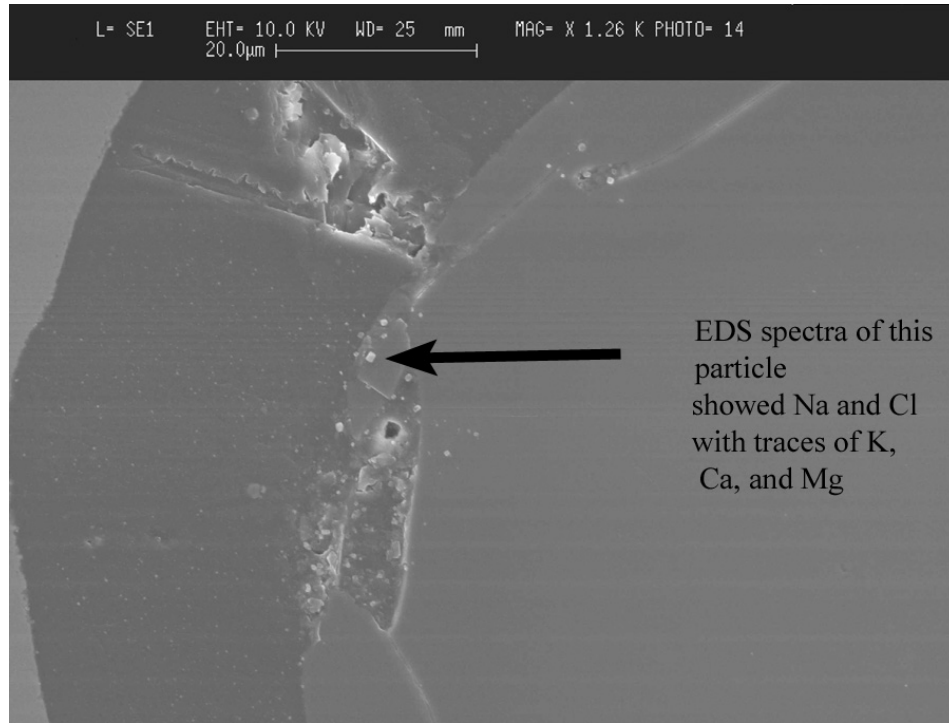 L= SE1 EHT= 10.0 KV WD= 25 mm MAG= X 1.26 K PHOTO= 14
20.0µm
EDS spectra of this
particle
showed Na and Cl
with traces of K,
Ca, and Mg